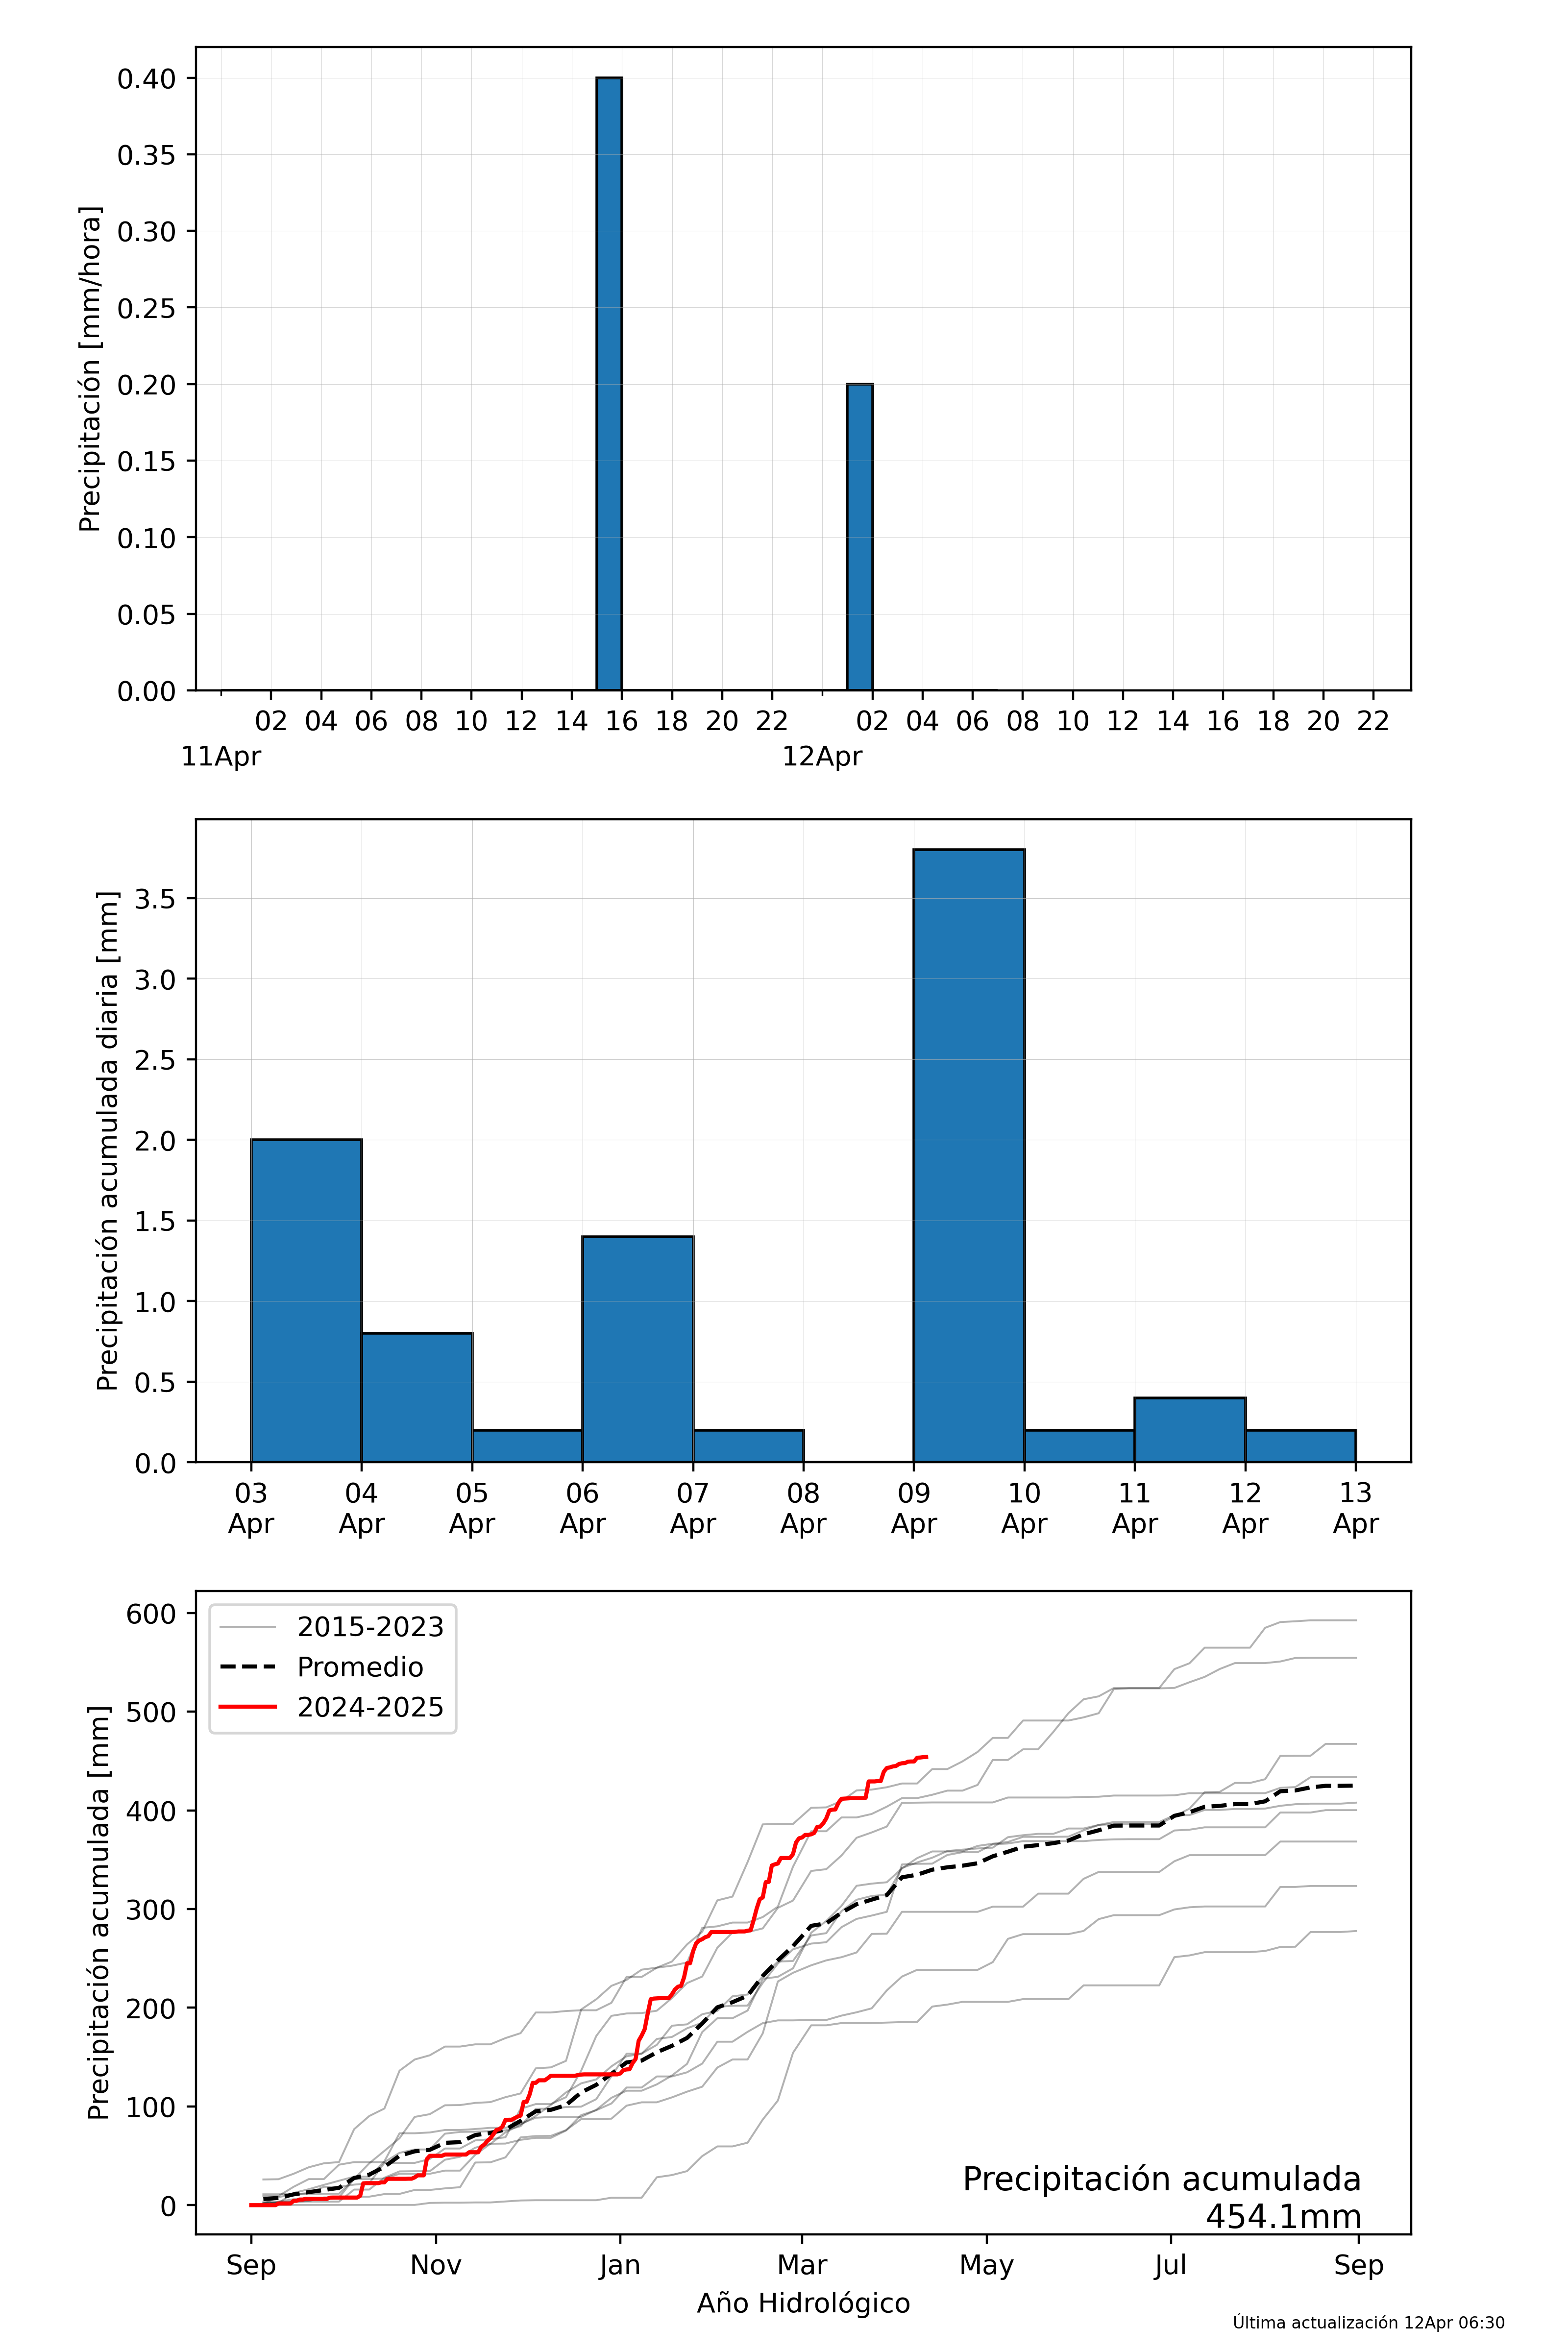 0.40
0.35
0.30
0.25
0.20
0.15
0.10
0.05
0.00
Precipitación [mm/hora]
02 04 06 08 10 12 14 16 18 20 22 02 04 06 08 10 12 14 16 18 20 22
11Apr 12Apr
3.5
3.0
2.5
2.0
1.5
1.0
0.5
0.0
Precipitación acumulada diaria [mm]
03 04 05 06 07 08 09 10 11 12 13
Apr Apr Apr Apr Apr Apr Apr Apr Apr Apr Apr
600
500
400
300
200
100
0
Precipitación acumulada [mm]
2015-2023
Promedio
2024-2025
Precipitación acumulada
454.1mm
Sep Nov Jan Mar May Jul Sep
Año Hidrológico
Última actualización 12Apr 06:30